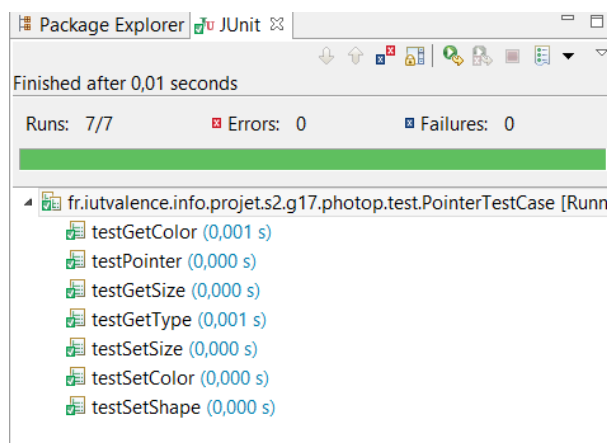 Package Explorer JUnit
Finished after 0,01 seconds
Runs: 7/7 Errors: 0 Failures: 0
fr.iutvalence.info.projet.s2.g17.photop.test.PointerTestCase [Runn
testGetColor (0,001 s)
testPointer (0,000 s)
testGetSize (0,000 s)
testGetType (0,001 s)
testSetSize (0,000 s)
testSetColor (0,000 s)
testSetShape (0,000 s)